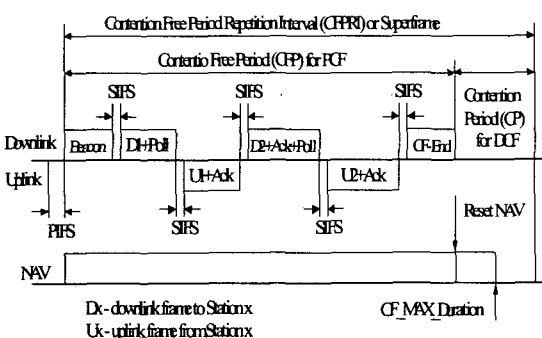 Contention Free Period Repetition Interval (CFPRI) or Superframe
Contentio Free Period (CFP) for PCF
SIFS SIFS SIFS Contention
Period (CP)
for DCF
Downlink Beacon D1+Poll D2+Ack+Poll CF-End
Uplink U1+Ack U2+Ack
PIFS SIFS SIFS Reset NAV
NAV
Dx - downlink frame to Station x CF_MAX_Duration
Ux - uplink frame from Station x